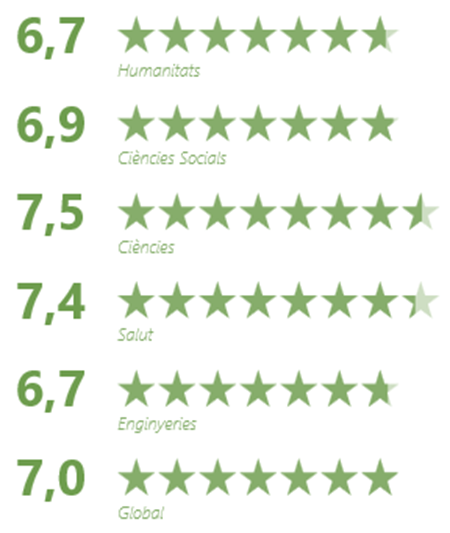 6,7
Humanitats
6,9
Ciències Socials
7,5
Ciències
7,4
Salut
6,7
Enginyeries
7,0
Global